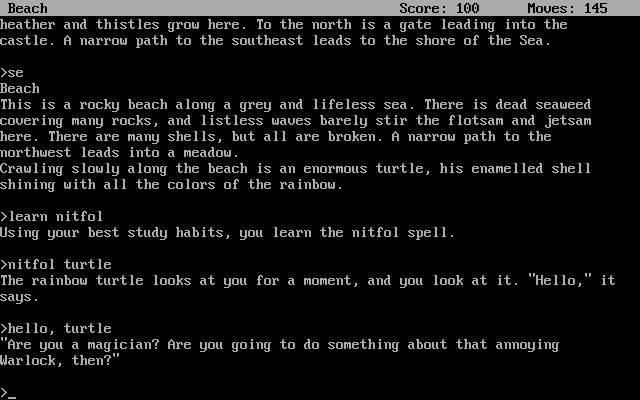 Beach Score: 100 Moves: 145
heather and thistles grow here. To the north is a gate leading into the
castle. A narrow path to the southeast leads to the shore of the Sea.
>se
Beach
This is a rocky beach along a grey and lifeless sea. There is dead seaweed
covering many rocks, and listless waves barely stir the flotsam and jetsam
here. There are many shells, but all are broken. A narrow path to the
northwest leads into a meadow.
Crawling slowly along the beach is an enormous turtle, his enamelled shell
shining with all the colors of the rainbow.
>learn nitfol
Using your best study habits, you learn the nitfol spell.
>nitfol turtle
The rainbow turtle looks at you for a moment, and you look at it. "Hello," it
says.
>hello, turtle
"Are you a magician? Are you going to do something about that annoying
Warlock, then?"
>_